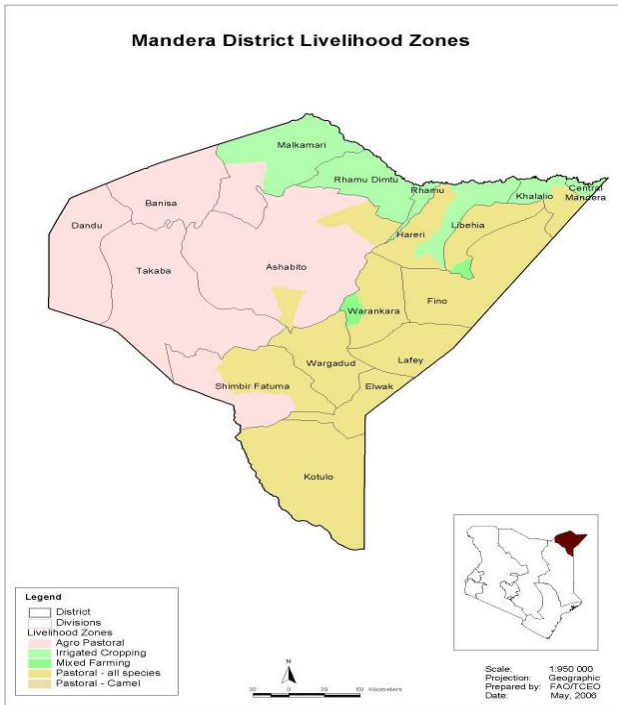 Mandera District Livelihood Zones
Malkamari
Rhamu Dimtu
Rhamu
Khalalio
Central
Mandera
Banisa
Dandu
Hareri
Libehia
Takaba
Ashabito
Fino
Warankara
Lafey
Wargadud
Shimbir Fatuma
Elwak
Kotulo
Legend
District
Divisions
Livelihood Zones
Agro Pastoral
Irrigated Cropping
Mixed Farming
Pastoral - all species
Pastoral - Camel
N
30 0 30 60 Kilometers
Scale: 1:950 000
Projection: Geographic
Prepared by: FAO/TCEO
Date: May, 2006